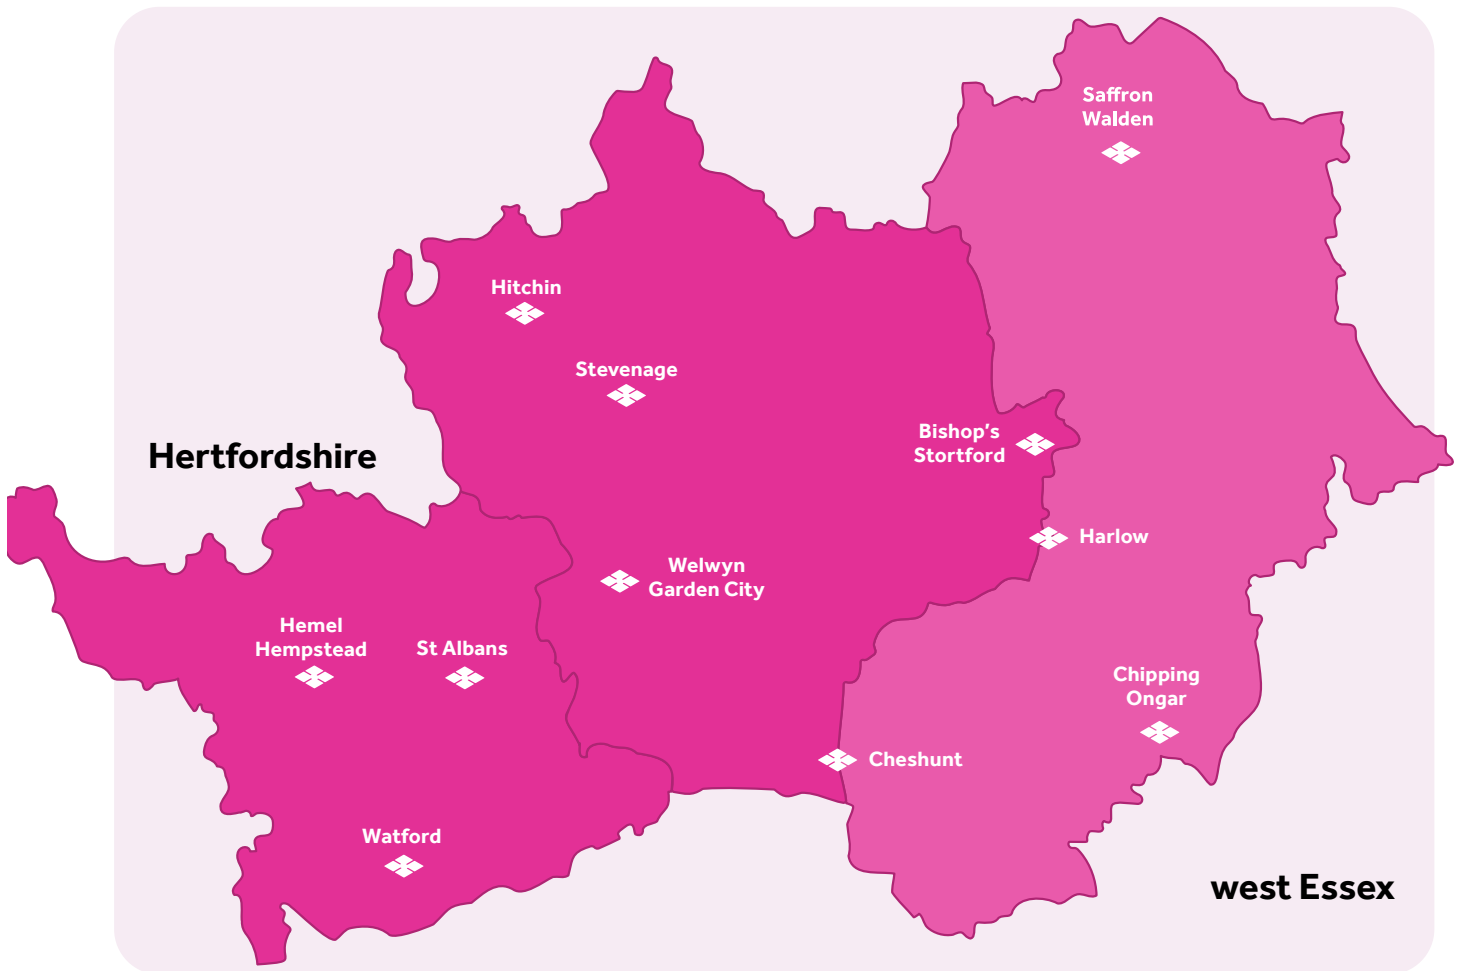 Saffron
Walden
Hitchin
Stevenage
Bishop's
Stortford
Hertfordshire
Harlow
Welwyn
Garden City
Hemel
Hempstead
St Albans
Chipping
Ongar
Cheshunt
Watford
west Essex